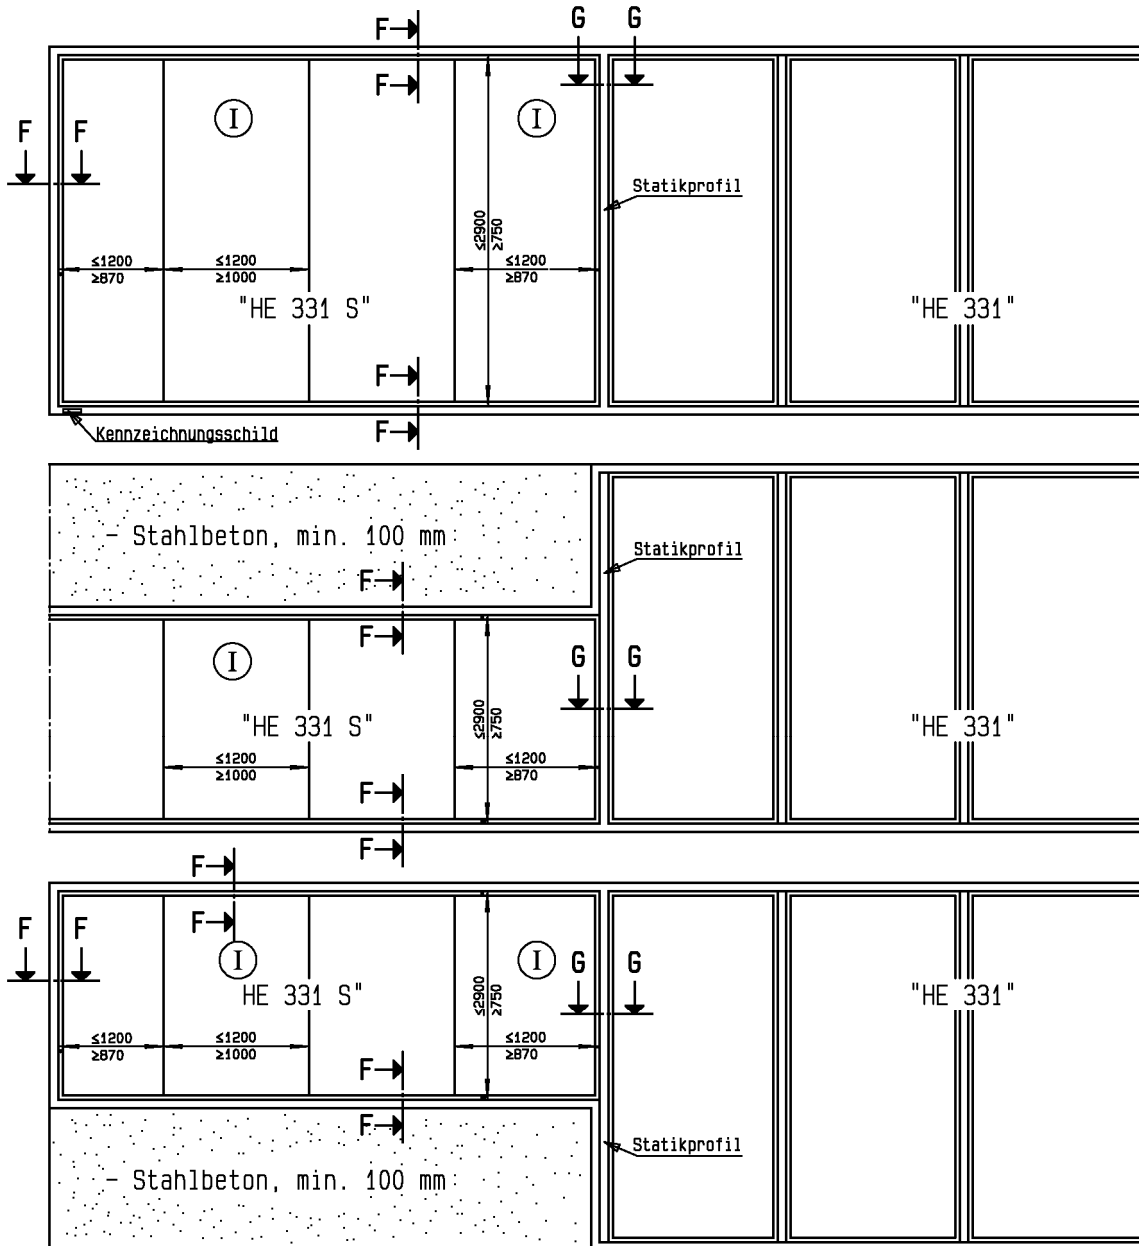 F
G G
F
I I
F F
Statikprofil
≤2900
≥750
≤1200 ≤1200 ≤1200
≥870 ≥1000 ≥870
"HE 331 S" "HE 331"
F
Kennzeichnungsschild
F
- Stahlbeton, min. 100 mm
Statikprofil
F
F
I
G G
≤2900
≥750
"HE 331 S" "HE 331"
≤1200 ≤1200
≥1000 ≥870
F
F
F
F
F F
I I
G G
≤2900
≥750
HE 331 S" "HE 331"
≤1200 ≤1200 ≤1200
≥870 ≥1000 ≥870
F
F
Statikprofil
- Stahlbeton, min. 100 mm